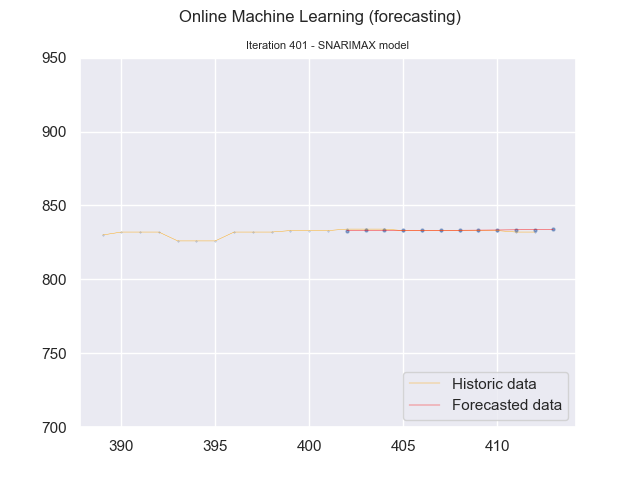 Online Machine Learning (forecasting)
Iteration 401 - SNARIMAX model
950
900
850
800
750
700
390
395
400
405
410
Historic data
Forecasted data